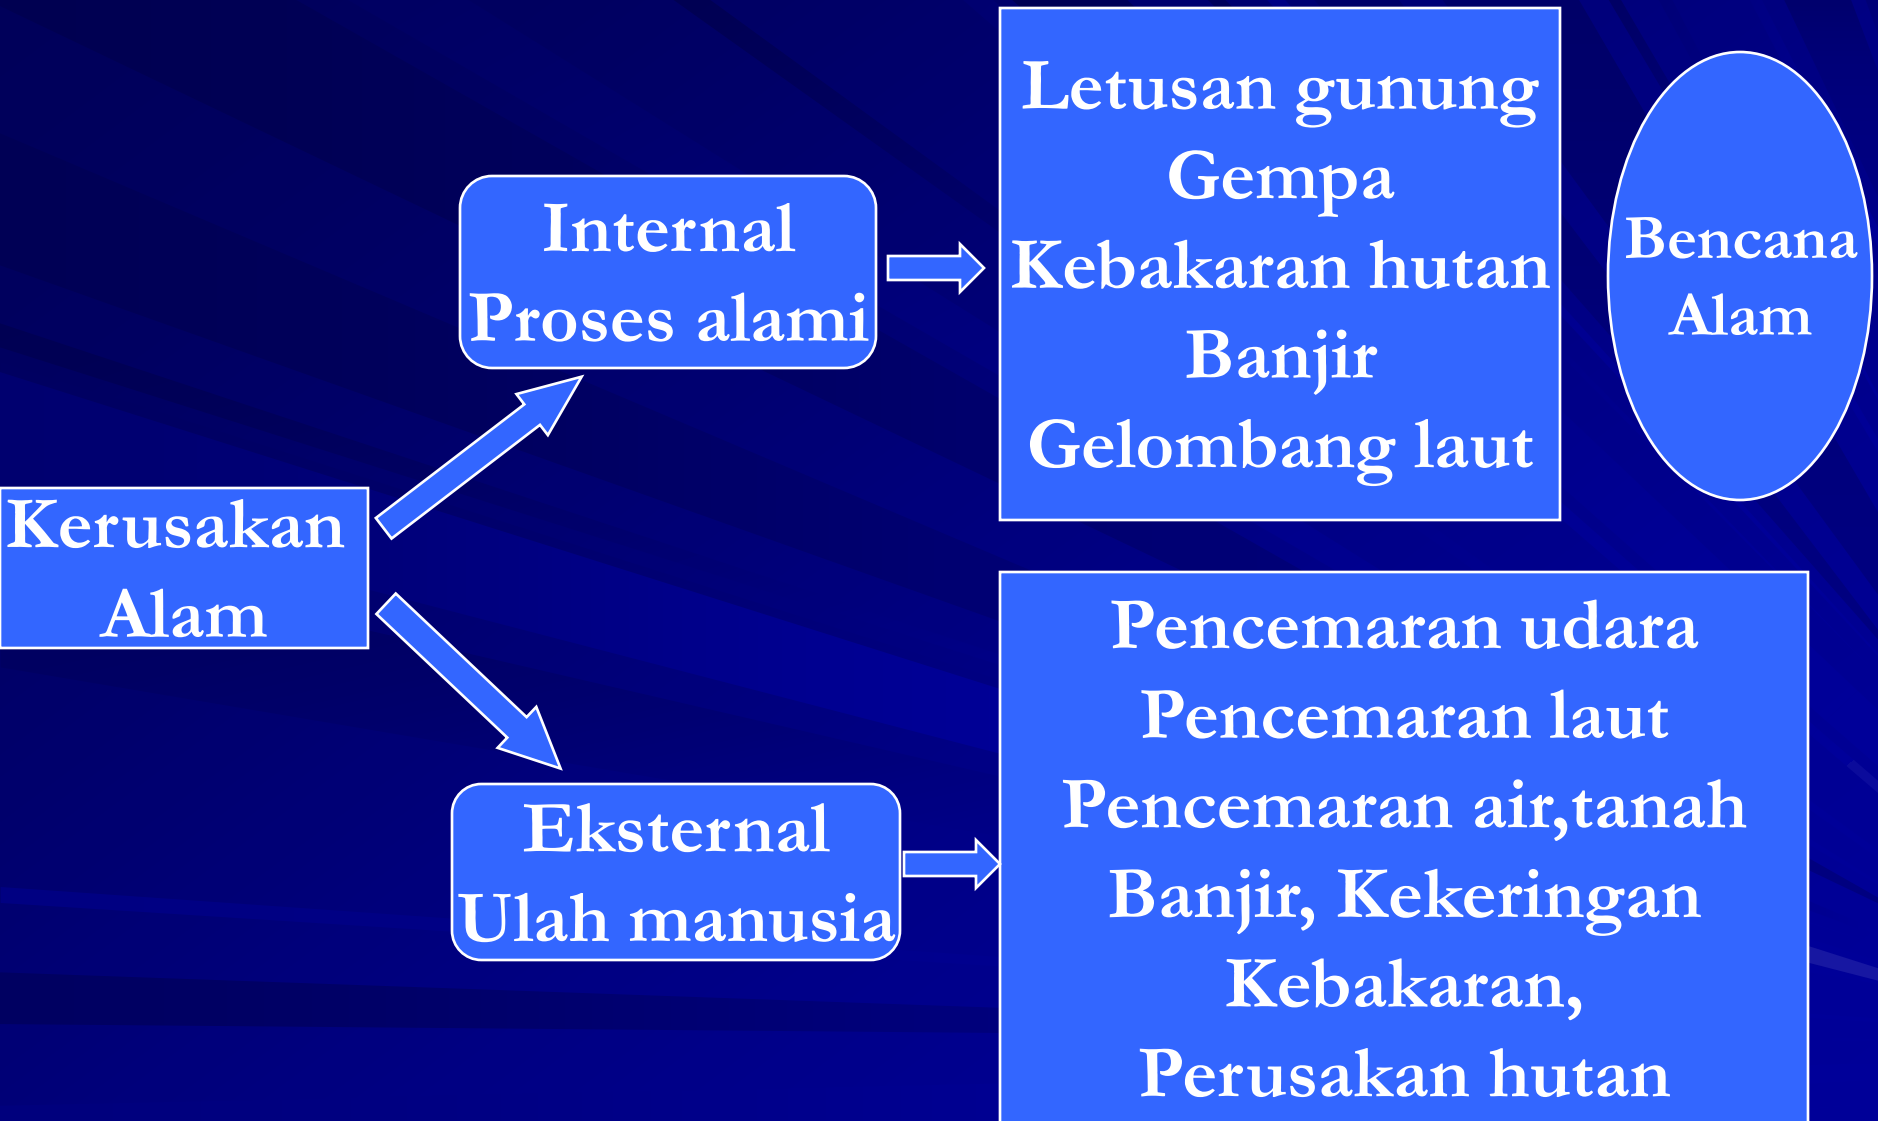 Kerusakan
Alam
Internal
Proses alami
Letusan gunung
Gempa
Kebakaran hutan
Banjir
Gelombang laut
Bencana
Alam
Eksternal
Ulah manusia
Pencemaran udara
Pencemaran laut
Pencemaran air,tanah
Banjir, Kekeringan
Kebakaran,
Perusakan hutan